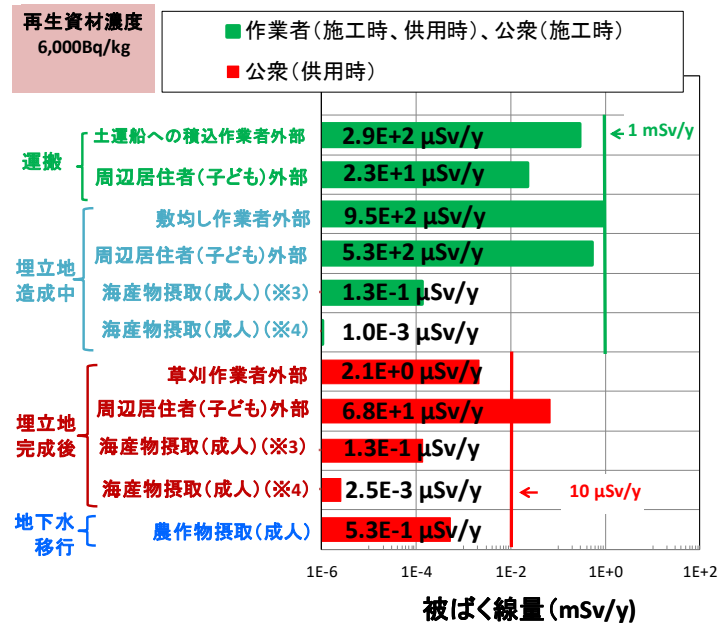 再生資材濃度
6,000Bq/kg
作業者(施工時、供用時)、公衆(施工時)
公衆(供用時)
運搬
土運船への積込作業者外部
2.9E+2 μSv/y
1 mSv/y
周辺居住者(子ども)外部
2.3E+1 μSv/y
埋立地
造成中
敷均し作業者外部
9.5E+2 μSv/y
周辺居住者(子ども)外部
5.3E+2 μSv/y
海産物摂取(成人)(※3)
1.3E-1 μSv/y
海産物摂取(成人)(※4)
1.0E-3 μSv/y
埋立地
完成後
草刈作業者外部
2.1E+0 μSv/y
周辺居住者(子ども)外部
6.8E+1 μSv/y
海産物摂取(成人)(※3)
1.3E-1 μSv/y
海産物摂取(成人)(※4)
2.5E-3 μSv/y
10 μSv/y
地下水
移行
農作物摂取(成人)
5.3E-1 μSv/y
1E-6 1E-4 1E-2 1E+0 1E+2
被ばく線量(mSv/y)